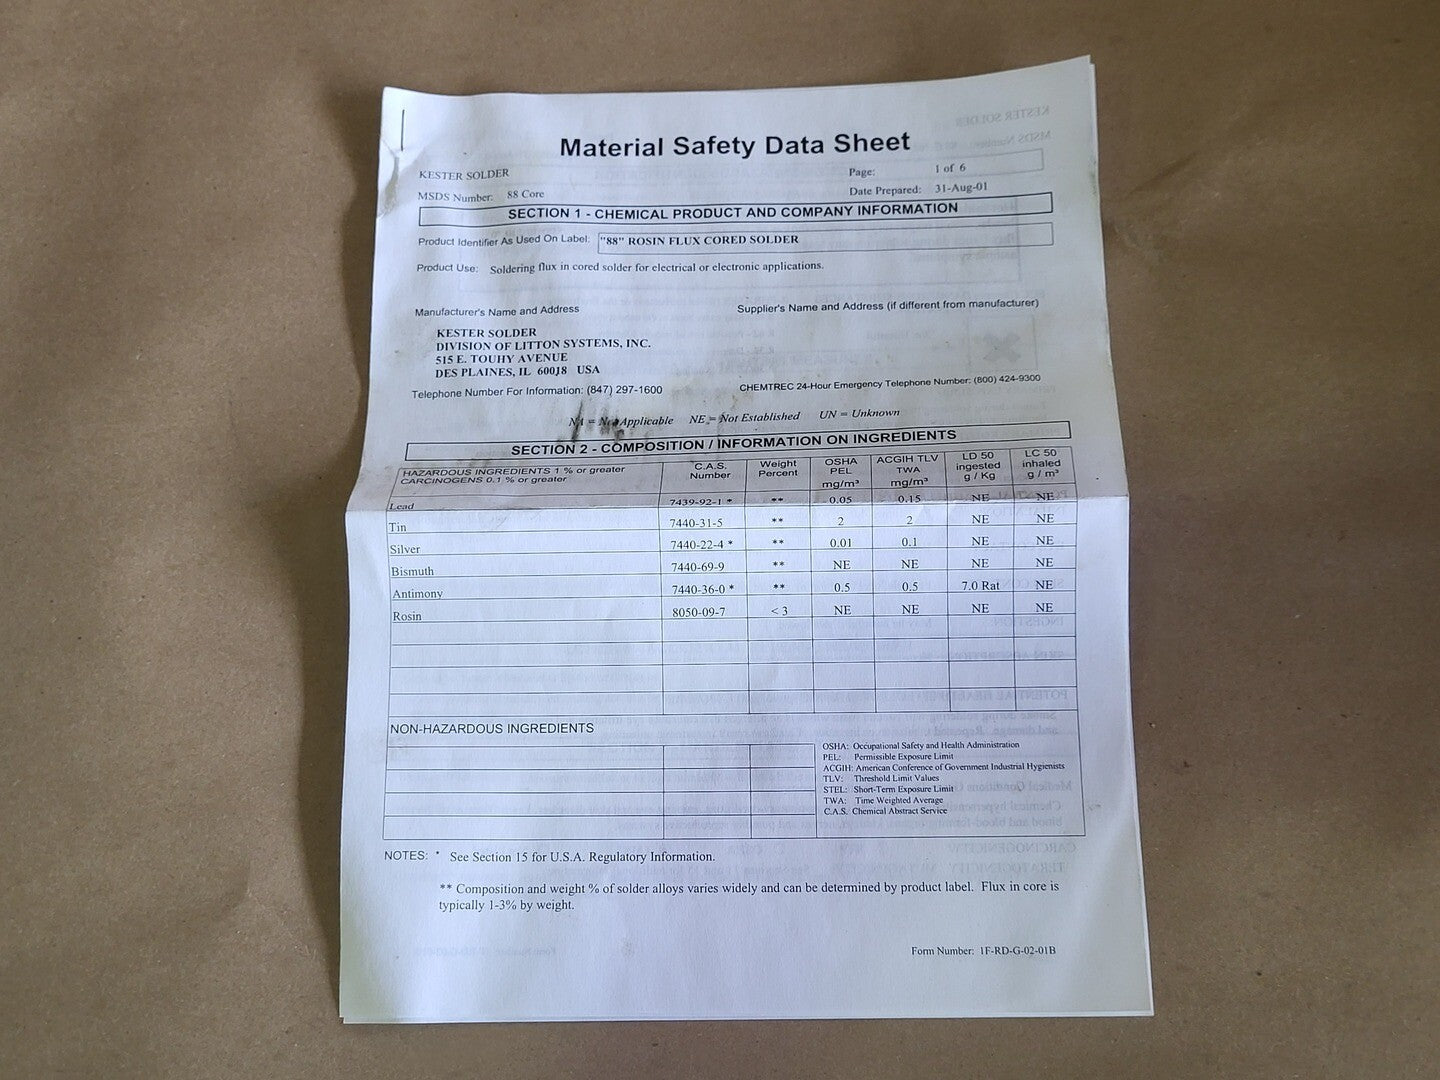 Material Safety Data Sheet
KESTER SOLDER Page: 1 of 6
MSDS Number: 88 Core Date Prepared: 31-Aug-01
SECTION 1 - CHEMICAL PRODUCT AND COMPANY INFORMATION
Product Identifier As Used On Label: "88" ROSIN FLUX CORED SOLDER
Product Use: Soldering flux in cored solder for electrical or electronic applications.
Manufacturer's Name and Address Supplier's Name and Address (if different from manufacturer)
KESTER SOLDER
DIVISION OF LITTON SYSTEMS, INC.
515 E. TOUHY AVENUE
DES PLAINES, IL 60018 USA
Telephone Number For Information: (847) 297-1600 CHEMTREC 24-Hour Emergency Telephone Number: (800) 424-9300
NA = Not Applicable NE = Not Established UN = Unknown
SECTION 2 - COMPOSITION / INFORMATION ON INGREDIENTS
HAZARDOUS INGREDIENTS 1 % or greater
CARCINOGENS 0.1 % or greater
C.A.S. Number
Weight Percent
OSHA PEL mg/m³
ACGIH TLV TWA mg/m³
LD 50 ingested g / Kg
LC 50 inhaled g / m³
Lead 7439-92-1 * ** 0.05 0.15 NE NE
Tin 7440-31-5 ** 2 2 NE NE
Silver 7440-22-4 * ** 0.01 0.1 NE NE
Bismuth 7440-69-9 ** NE NE NE NE
Antimony 7440-36-0 * ** 0.5 0.5 7.0 Rat NE
Rosin 8050-09-7 < 3 NE NE NE NE
NON-HAZARDOUS INGREDIENTS
OSHA: Occupational Safety and Health Administration
PEL: Permissible Exposure Limit
ACGIH: American Conference of Government Industrial Hygienists
TLV: Threshold Limit Values
STEL: Short-Term Exposure Limit
TWA: Time Weighted Average
C.A.S. Chemical Abstract Service
NOTES: * See Section 15 for U.S.A. Regulatory Information.
** Composition and weight % of solder alloys varies widely and can be determined by product label. Flux in core is
typically 1-3% by weight.
Form Number: 1F-RD-G-02-01B